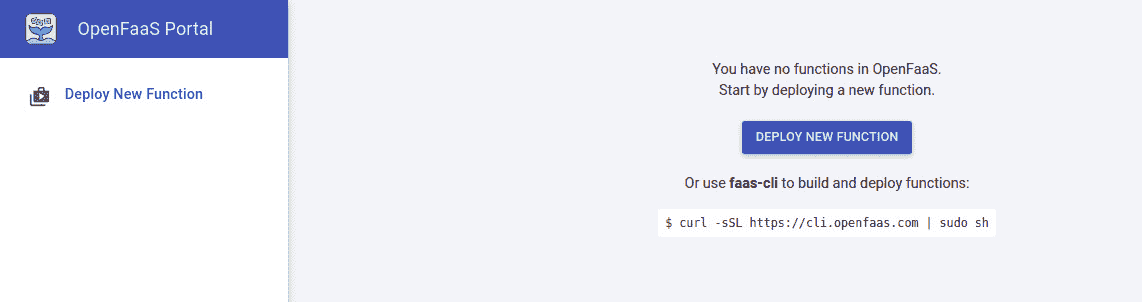 OpenFaaS Portal
Deploy New Function
You have no functions in OpenFaaS.
Start by deploying a new function.
DEPLOY NEW FUNCTION
Or use faas-cli to build and deploy functions:
$ curl -sSL https://cli.openfaas.com | sudo sh